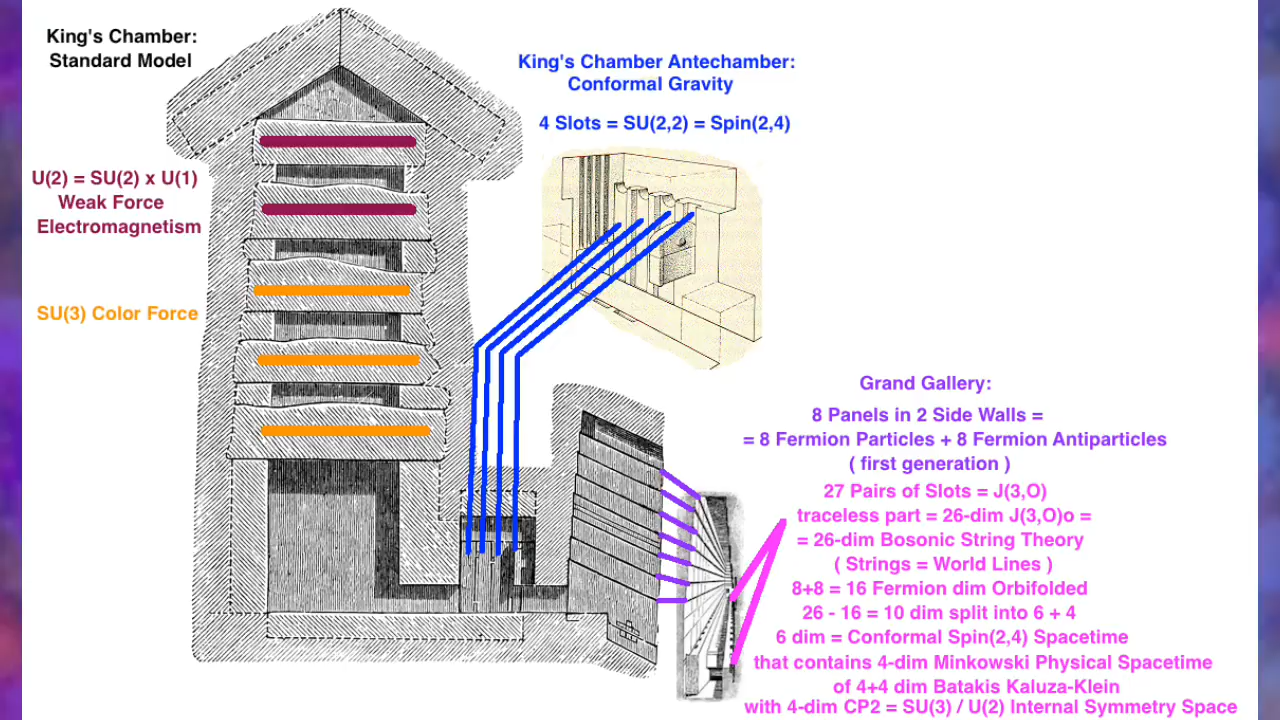 King's Chamber:
Standard Model
King's Chamber Antechamber:
Conformal Gravity
4 Slots = SU(2,2) = Spin(2,4)
U(2) = SU(2) x U(1)
Weak Force
Electromagnetism
SU(3) Color Force
Grand Gallery:
8 Panels in 2 Side Walls =
= 8 Fermion Particles + 8 Fermion Antiparticles
( first generation )
27 Pairs of Slots = J(3,O)
traceless part = 26-dim J(3,O)o =
= 26-dim Bosonic String Theory
( Strings = World Lines )
8+8 = 16 Fermion dim Orbifolded
26 - 16 = 10 dim split into 6 + 4
6 dim = Conformal Spin(2,4) Spacetime
that contains 4-dim Minkowski Physical Spacetime
of 4+4 dim Batakis Kaluza-Klein
with 4-dim CP2 = SU(3) / U(2) Internal Symmetry Space